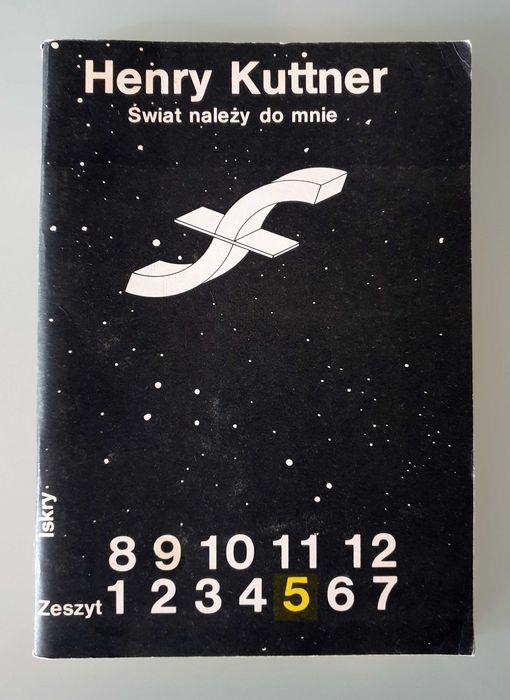 Henry Kuttner
Świat należy do mnie
Iskry
8 9 10 11 12
Zeszyt 1 2 3 4 5 6 7